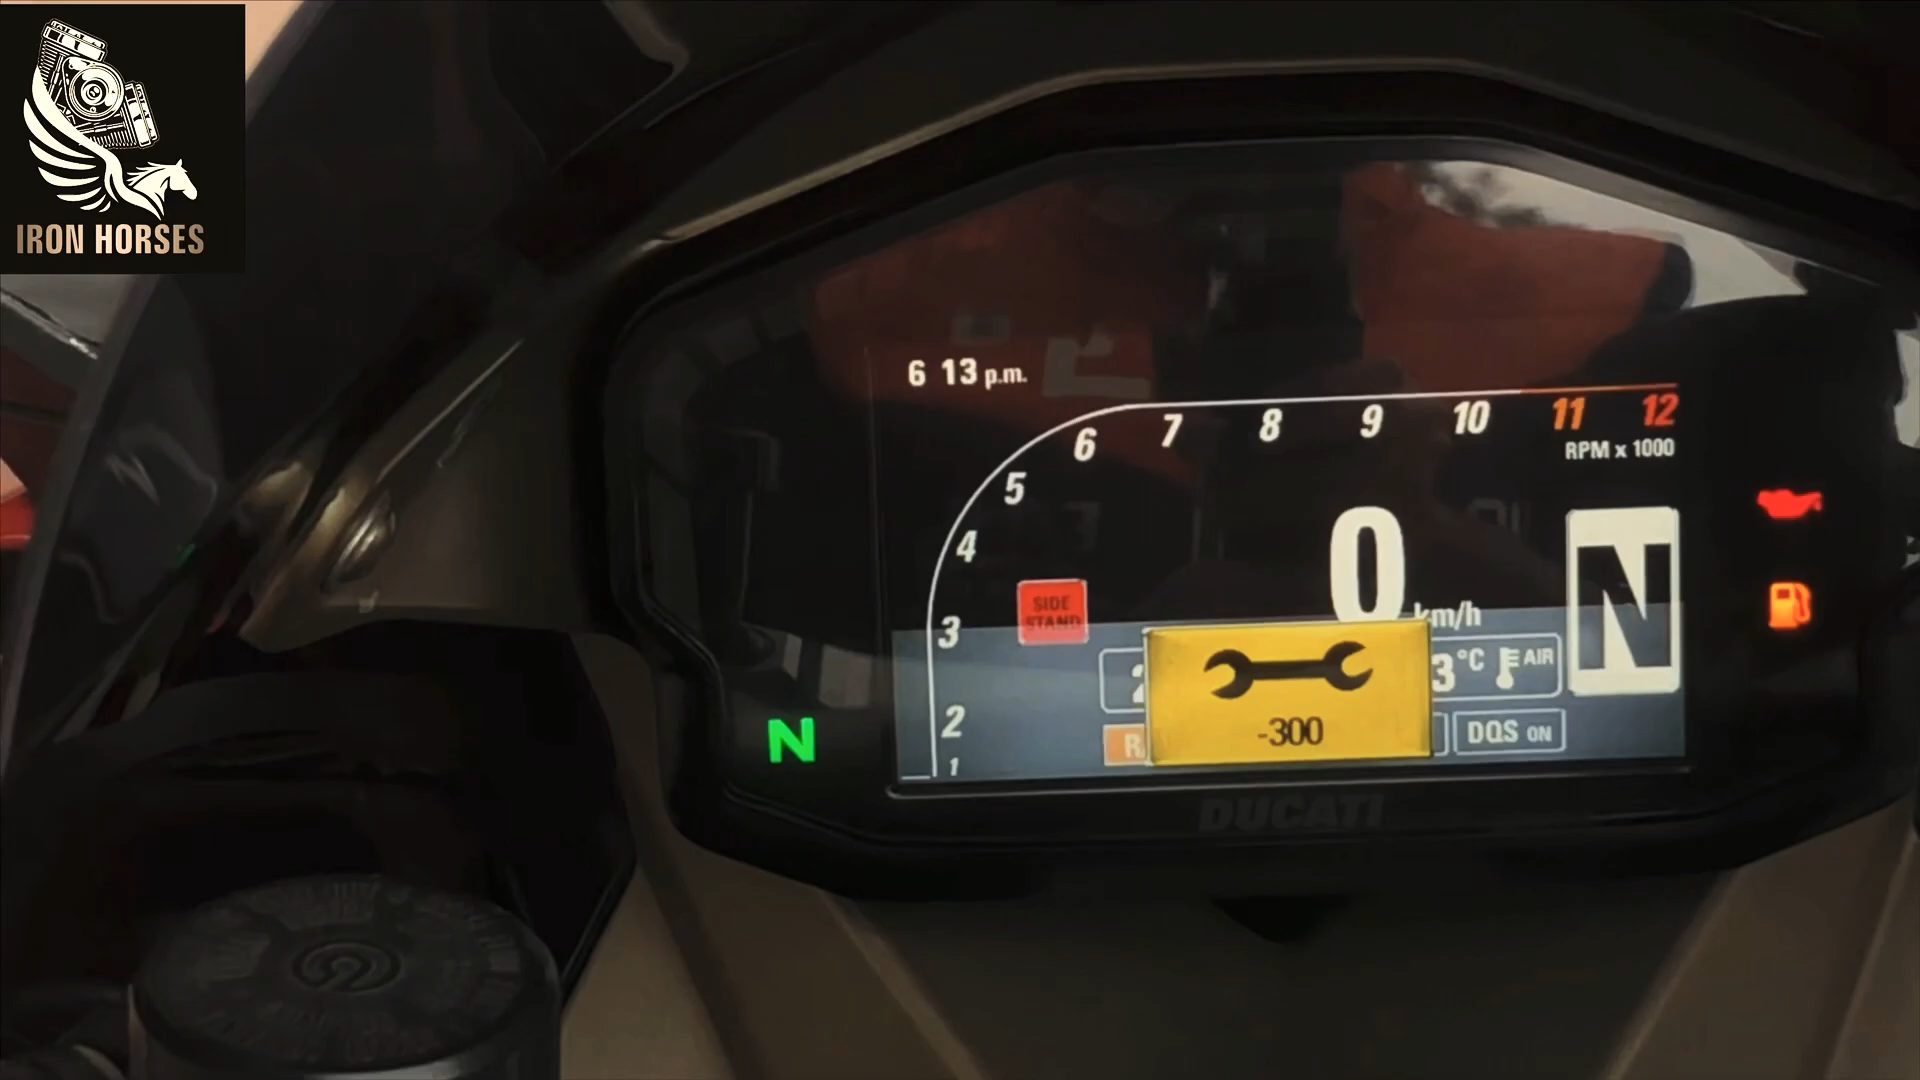 IRON HORSES
6 13 p.m.
1 2 3 4 5 6 7 8 9 10 11 12
RPM x 1000
0 km/h
SIDE
STAND
N
3°C AIR
-300
DQS ON
N
DUCATI